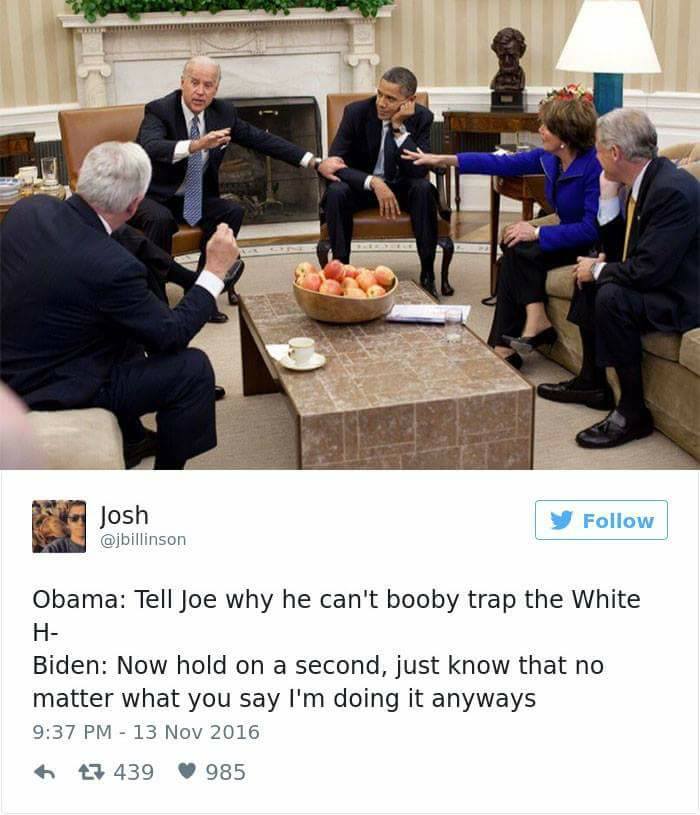 Josh
@jbillinson
Follow
Obama: Tell Joe why he can't booby trap the White
H-
Biden: Now hold on a second, just know that no
matter what you say I'm doing it anyways
9:37 PM - 13 Nov 2016
439 985